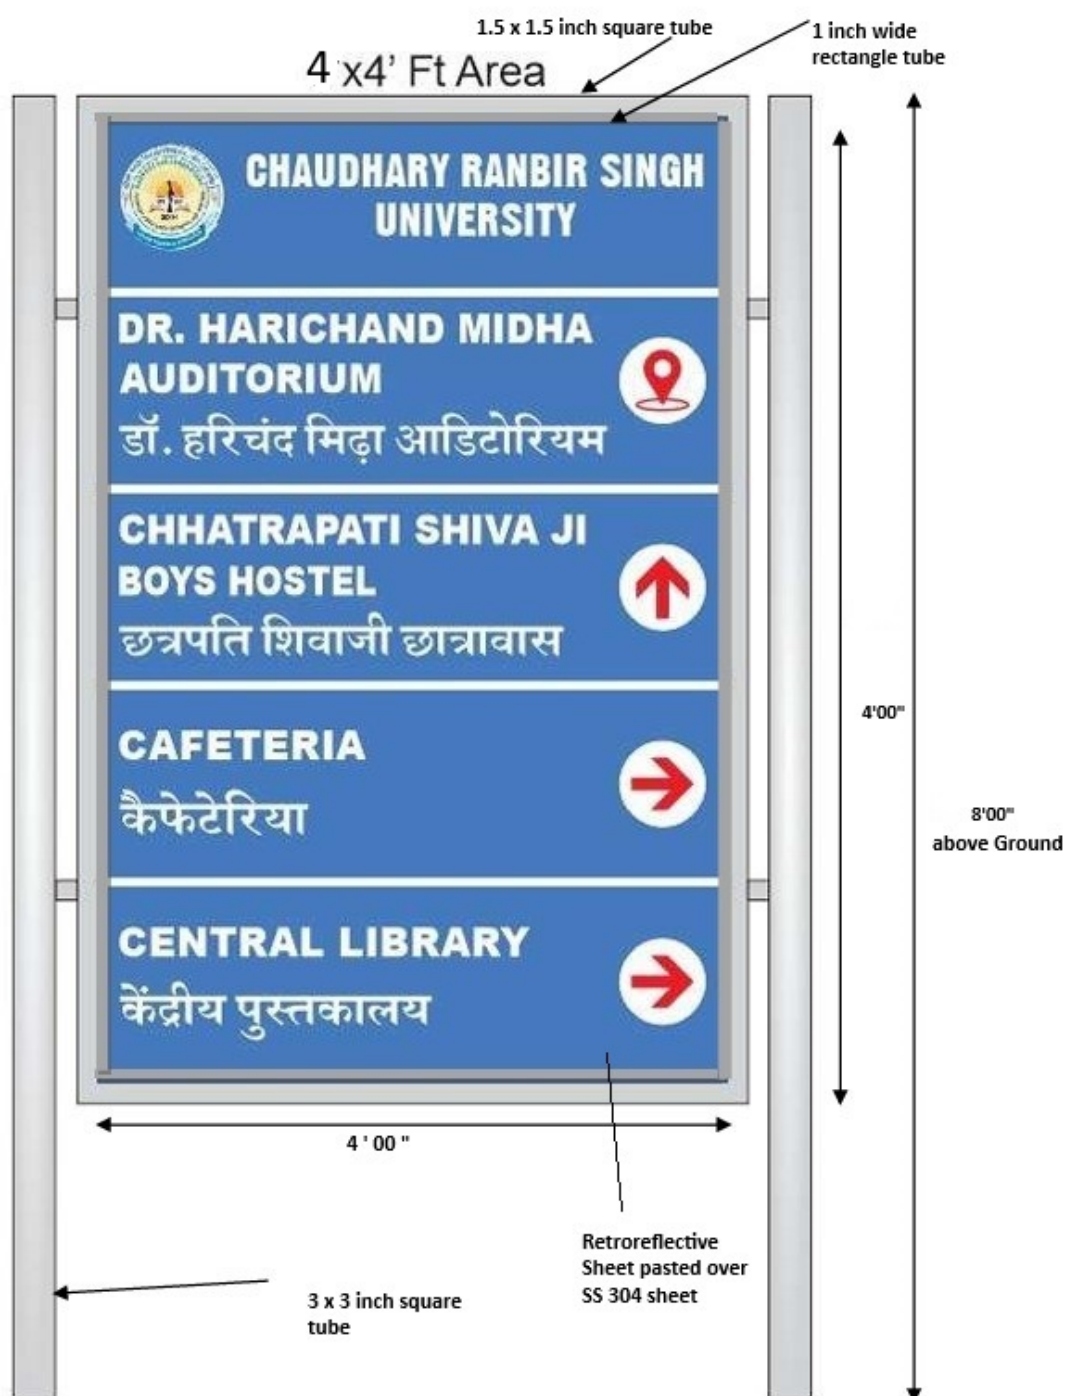 1.5 x 1.5 inch square tube
1 inch wide
rectangle tube
4 x4' Ft Area
CHAUDHARY RANBIR SINGH
UNIVERSITY
DR. HARICHAND MIDHA
AUDITORIUM
डॉ. हरिचंद मिढ़ा आडिटोरियम
CHHATRAPATI SHIVA JI
BOYS HOSTEL
छत्रपति शिवाजी छात्रावास
CAFETERIA
कैफेटेरिया
CENTRAL LIBRARY
केंद्रीय पुस्तकालय
4'00"
8'00"
above Ground
4 ' 00 "
Retroreflective
Sheet pasted over
SS 304 sheet
3 x 3 inch square
tube